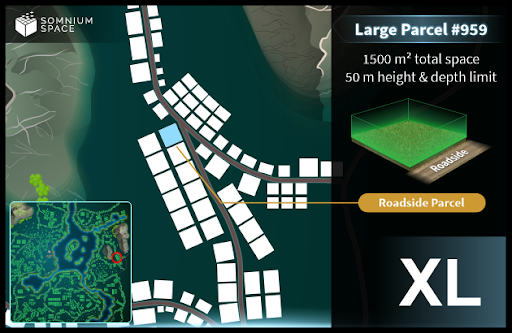 SOMNIUM
SPACE
Large Parcel #959
1500 m² total space
50 m height & depth limit
Roadside
Roadside Parcel
XL